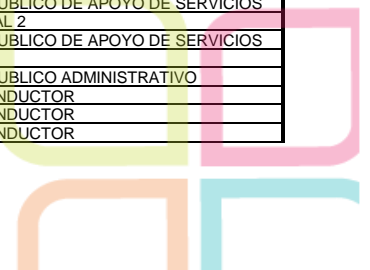 UBLICO DE APOYO DE SERVICIOS
AL 2
UBLICO DE APOYO DE SERVICIOS
UBLICO ADMINISTRATIVO
NDUCTOR
NDUCTOR
NDUCTOR